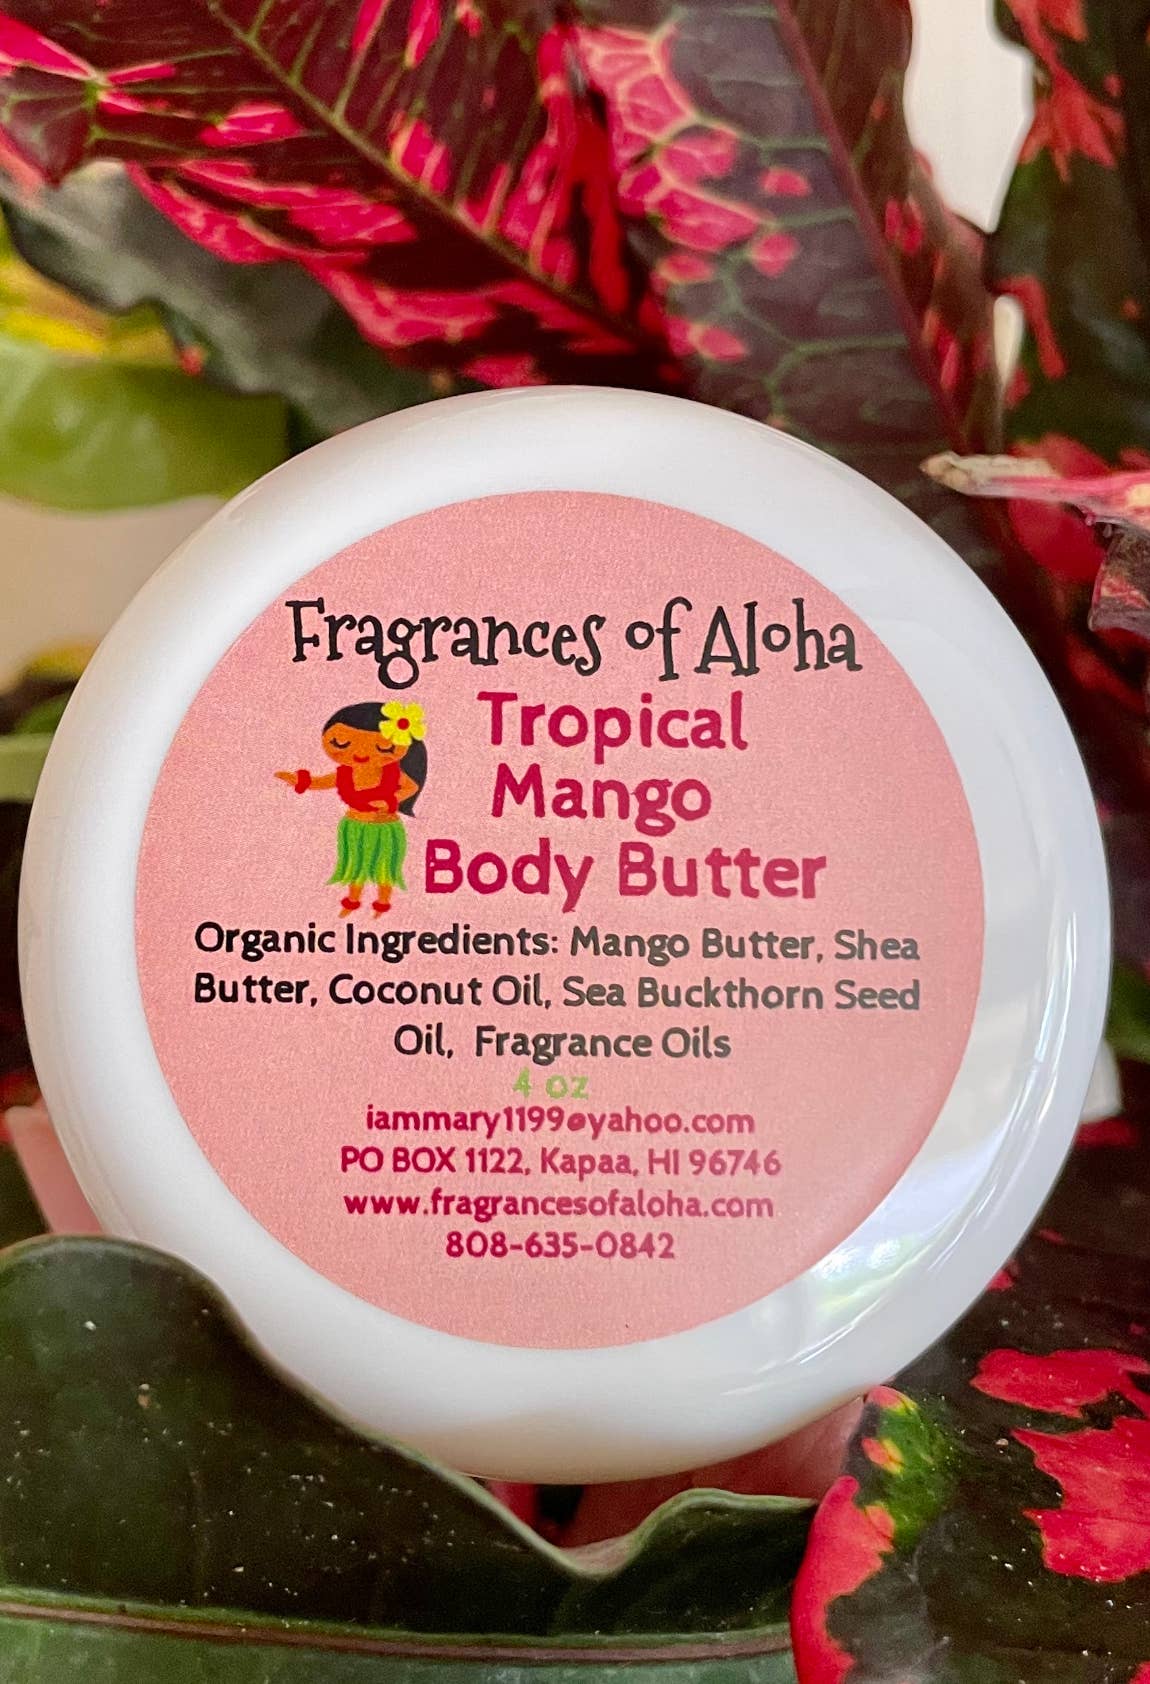 Fragrances of Aloha
Tropical
Mango
Body Butter
Organic Ingredients: Mango Butter, Shea
Butter, Coconut Oil, Sea Buckthorn Seed
Oil, Fragrance Oils
4 oz
iammary1199@yahoo.com
PO BOX 1122, Kapaa, HI 96746
www.fragrancesofaloha.com
808-635-0842